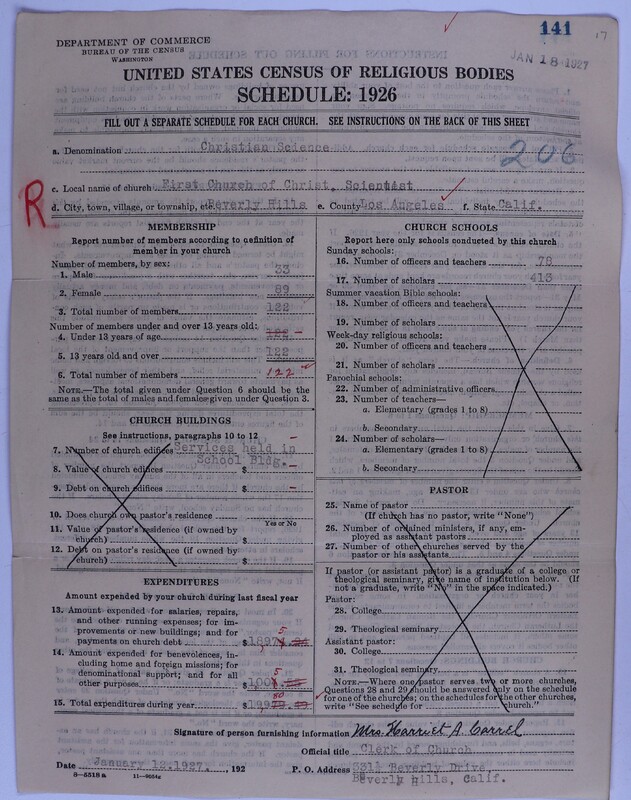 141
17
JAN 18 1927
DEPARTMENT OF COMMERCE
BUREAU OF THE CENSUS
WASHINGTON
UNITED STATES CENSUS OF RELIGIOUS BODIES
SCHEDULE: 1926
FILL OUT A SEPARATE SCHEDULE FOR EACH CHURCH. SEE INSTRUCTIONS ON THE BACK OF THIS SHEET
a. Denomination Christian Science
206
c. Local name of church First Church of Christ, Scientist
R
d. City, town, village, or township, etc. Beverly Hills e. County Los Angeles f. State Calif.
MEMBERSHIP
Report number of members according to definition of
member in your church
Number of members, by sex:
1. Male 33
2. Female 89
3. Total number of members 122
Number of members under and over 13 years old:
4. Under 13 years of age 122 –
5. 13 years old and over 122
6. Total number of members 122
NOTE.—The total given under Question 6 should be the
same as the total of males and females given under Question 3.
CHURCH BUILDINGS
See instructions, paragraphs 10 to 12
7. Number of church edifices Services held in
School Bldg.
8. Value of church edifices $ –
9. Debt on church edifices $ –
10. Does church own pastor's residence
Yes or No
11. Value of pastor's residence (if owned by
church) $
12. Debt on pastor's residence (if owned by
church) $
EXPENDITURES
Amount expended by your church during last fiscal year
13. Amount expended for salaries, repairs,
and other running expenses; for im-
provements or new buildings; and for
payments on church debt $
14. Amount expended for benevolences, in-
cluding home and foreign missions; for
denominational support; and for all
other purposes $
15. Total expenditures during year $
CHURCH SCHOOLS
Report here only schools conducted by this church
Sunday schools:
16. Number of officers and teachers 78
17. Number of scholars 413
Summer vacation Bible schools:
18. Number of officers and teachers
19. Number of scholars
Week-day religious schools:
20. Number of officers and teachers
21. Number of scholars
Parochial schools:
22. Number of administrative officers
23. Number of teachers—
a. Elementary (grades 1 to 8)
b. Secondary
24. Number of scholars—
a. Elementary (grades 1 to 8)
b. Secondary
PASTOR
25. Name of pastor
(If church has no pastor, write "None")
26. Number of ordained ministers, if any, em-
ployed as assistant pastors
27. Number of other churches served by the
pastor or his assistants
If pastor (or assistant pastor) is a graduate of a college or
theological seminary, give name of institution below. (If
not a graduate, write "No" in the space indicated.)
Pastor:
28. College
29. Theological seminary
Assistant pastor:
30. College
31. Theological seminary
NOTE.—Where one pastor serves two or more churches,
Questions 28 and 29 should be answered only on the schedule
for one of the churches; on the schedules for the other churches,
write "See schedule for church."
Signature of person furnishing information Mrs. Harriet A. Carrel
Official title Clerk of Church
Date January 12, 1927. , 192
P. O. Address Beverly Drive,
Beverly Hills, Calif.
8—5518 a